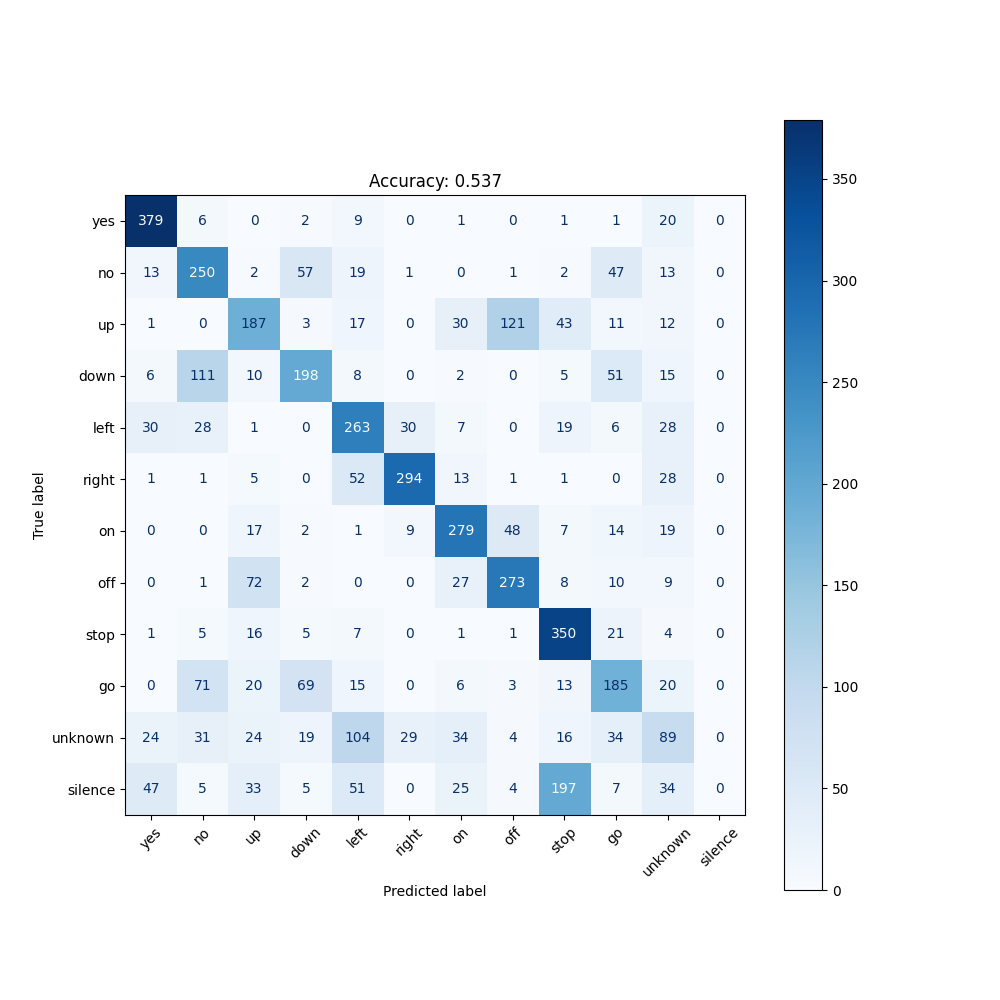 Accuracy: 0.537
yes 379 6 0 2 9 0 1 0 1 1 20 0
no 13 250 2 57 19 1 0 1 2 47 13 0
up 1 0 187 3 17 0 30 121 43 11 12 0
down 6 111 10 198 8 0 2 0 5 51 15 0
left 30 28 1 0 263 30 7 0 19 6 28 0
right 1 1 5 0 52 294 13 1 1 0 28 0
on 0 0 17 2 1 9 279 48 7 14 19 0
off 0 1 72 2 0 0 27 273 8 10 9 0
stop 1 5 16 5 7 0 1 1 350 21 4 0
go 0 71 20 69 15 0 6 3 13 185 20 0
unknown 24 31 24 19 104 29 34 4 16 34 89 0
silence 47 5 33 5 51 0 25 4 197 7 34 0
yes no up down left right on off stop go unknown silence
Predicted label
True label
350
300
250
200
150
100
50
0